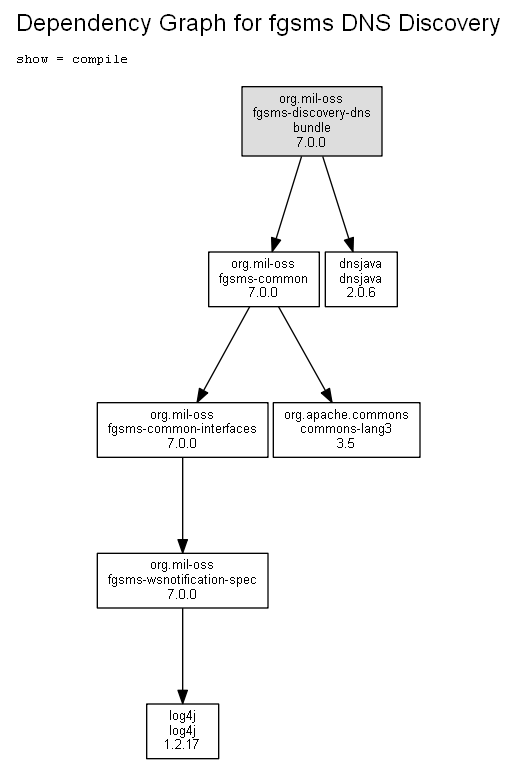 Dependency Graph for fgsms DNS Discovery
show = compile
org.mil-oss
fgsms-discovery-dns
bundle
7.0.0
org.mil-oss
fgsms-common
7.0.0
dnsjava
dnsjava
2.0.6
org.mil-oss
fgsms-common-interfaces
7.0.0
org.apache.commons
commons-lang3
3.5
org.mil-oss
fgsms-wsnotification-spec
7.0.0
log4j
log4j
1.2.17